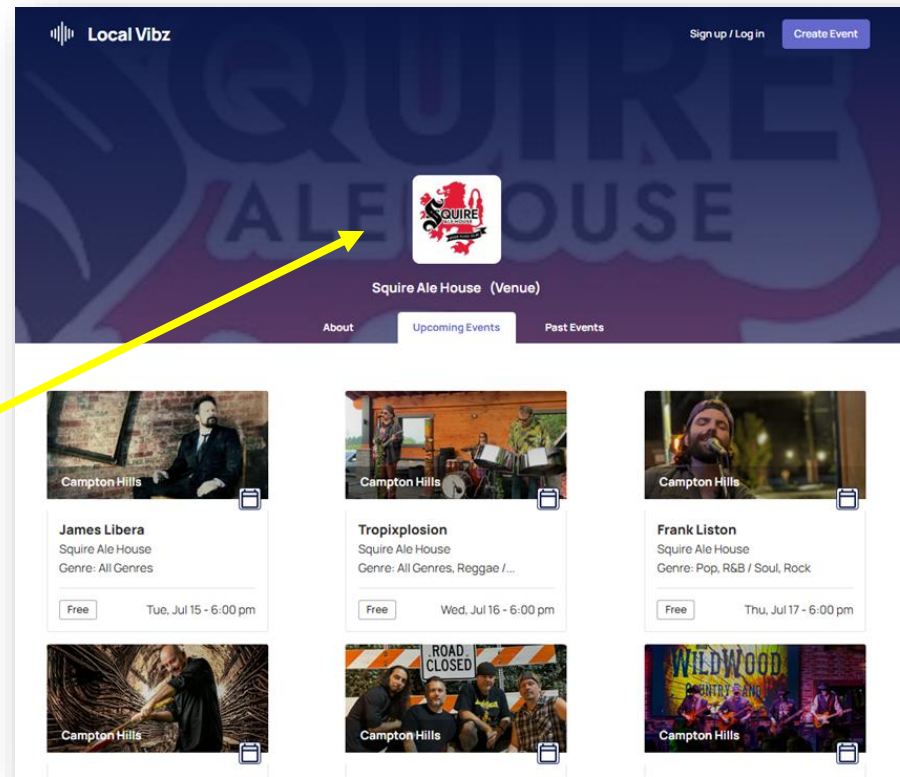 Local Vibz
Sign up / Log in
Create Event
SQUIRE
ALE HOUSE
SQUIRE
ALE HOUSE
Squire Ale House (Venue)
About
Upcoming Events
Past Events
Campton Hills
Campton Hills
Campton Hills
James Libera
Squire Ale House
Genre: All Genres
Free
Tue, Jul 15 - 6:00 pm
Tropixplosion
Squire Ale House
Genre: All Genres, Reggae /...
Free
Wed, Jul 16 - 6:00 pm
Frank Liston
Squire Ale House
Genre: Pop, R&B / Soul, Rock
Free
Thu, Jul 17 - 6:00 pm
Campton Hills
ROAD
CLOSED
Campton Hills
WILDWOOD
COUNTRY BAND
Campton Hills